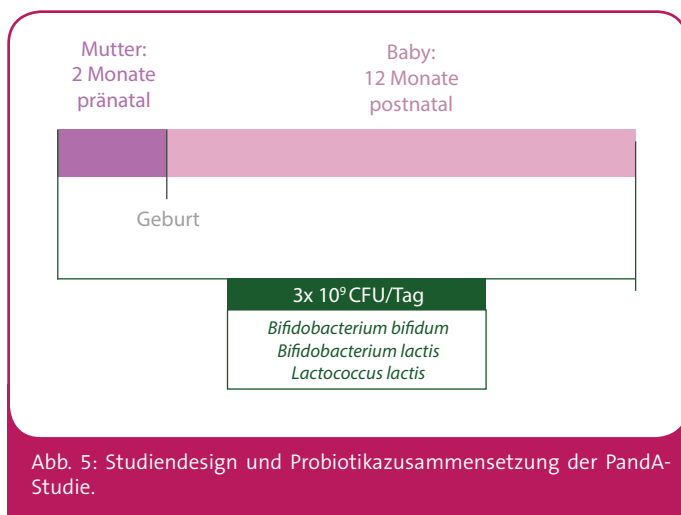 Mutter:
2 Monate
pränatal
Baby:
12 Monate
postnatal
Geburt
3x 10⁹ CFU/Tag
Bifidobacterium bifidum
Bifidobacterium lactis
Lactococcus lactis
Abb. 5: Studiendesign und Probiotikazusammensetzung der PandA-
Studie.